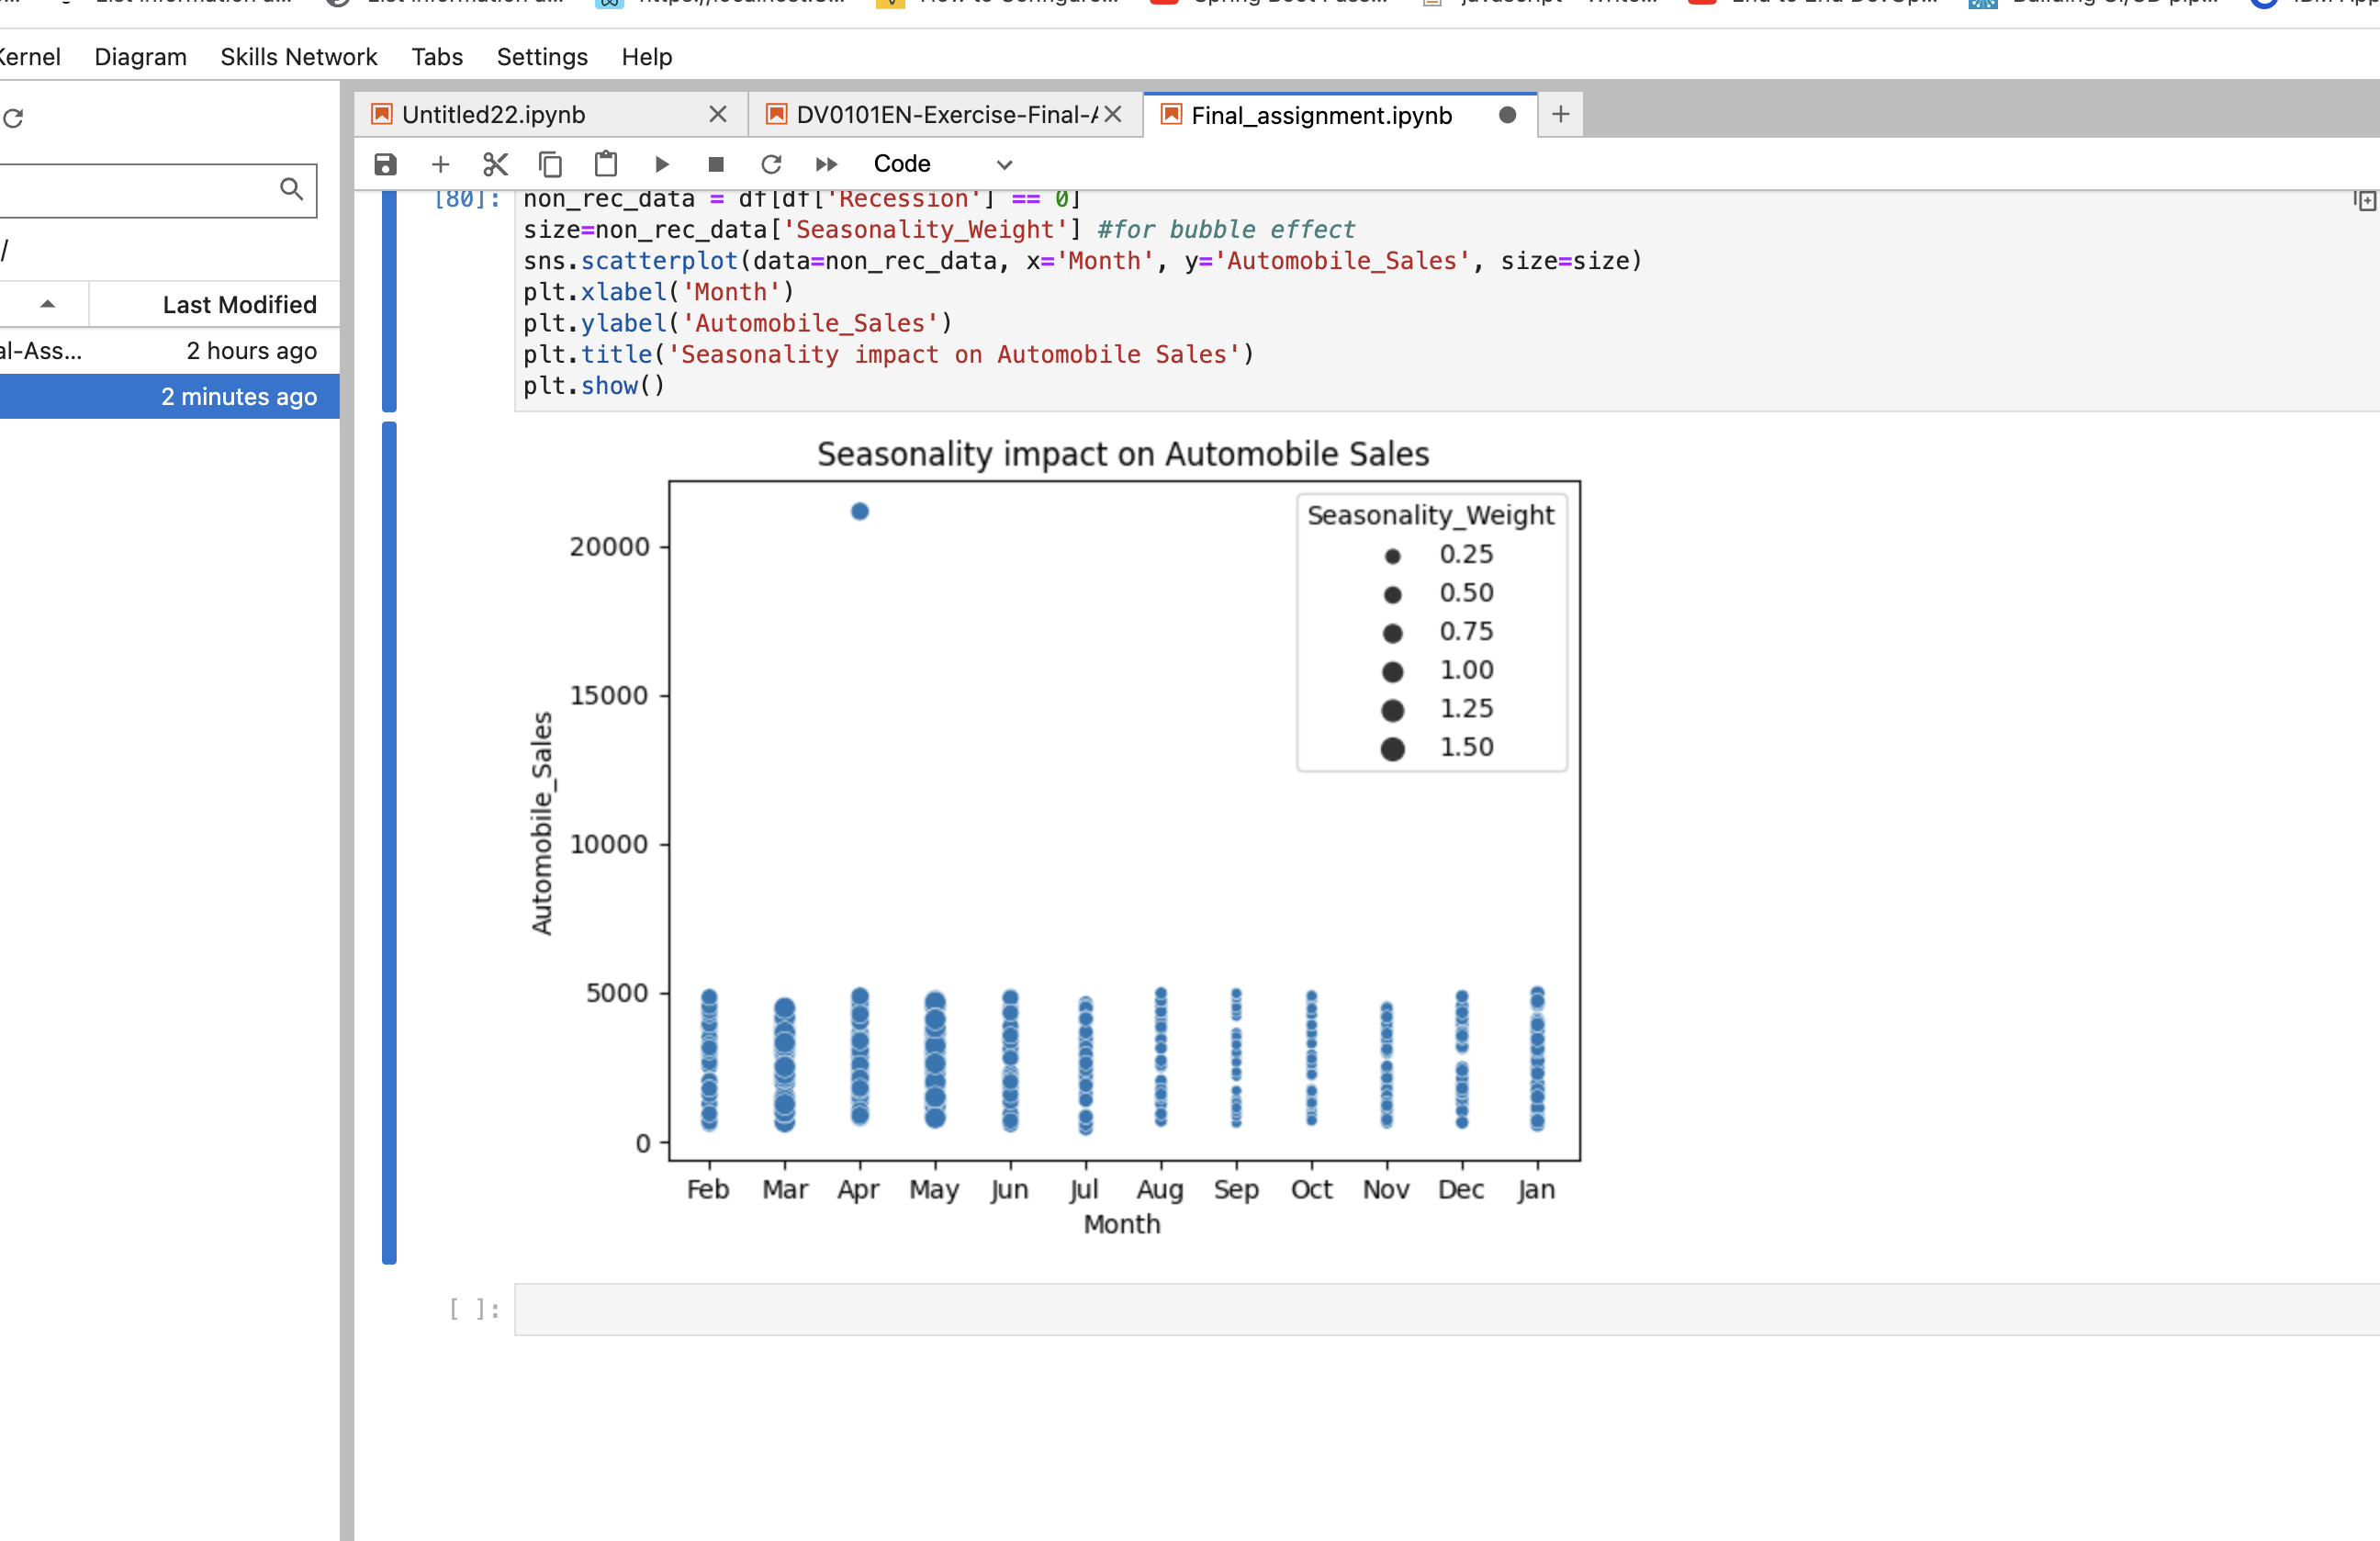 Kernel Diagram Skills Network Tabs Settings Help
Untitled22.ipynb
DV0101EN-Exercise-Final-A
Final_assignment.ipynb
Code
/
Last Modified
al-Ass... 2 hours ago
2 minutes ago
[80]: non_rec_data = df[df['Recession'] == 0]
size=non_rec_data['Seasonality_Weight'] #for bubble effect
sns.scatterplot(data=non_rec_data, x='Month', y='Automobile_Sales', size=size)
plt.xlabel('Month')
plt.ylabel('Automobile_Sales')
plt.title('Seasonality impact on Automobile Sales')
plt.show()
Seasonality impact on Automobile Sales
Seasonality_Weight
0.25
0.50
0.75
1.00
1.25
1.50
20000
15000
10000
5000
0
Automobile_Sales
Feb Mar Apr May Jun Jul Aug Sep Oct Nov Dec Jan
Month
[ ]: